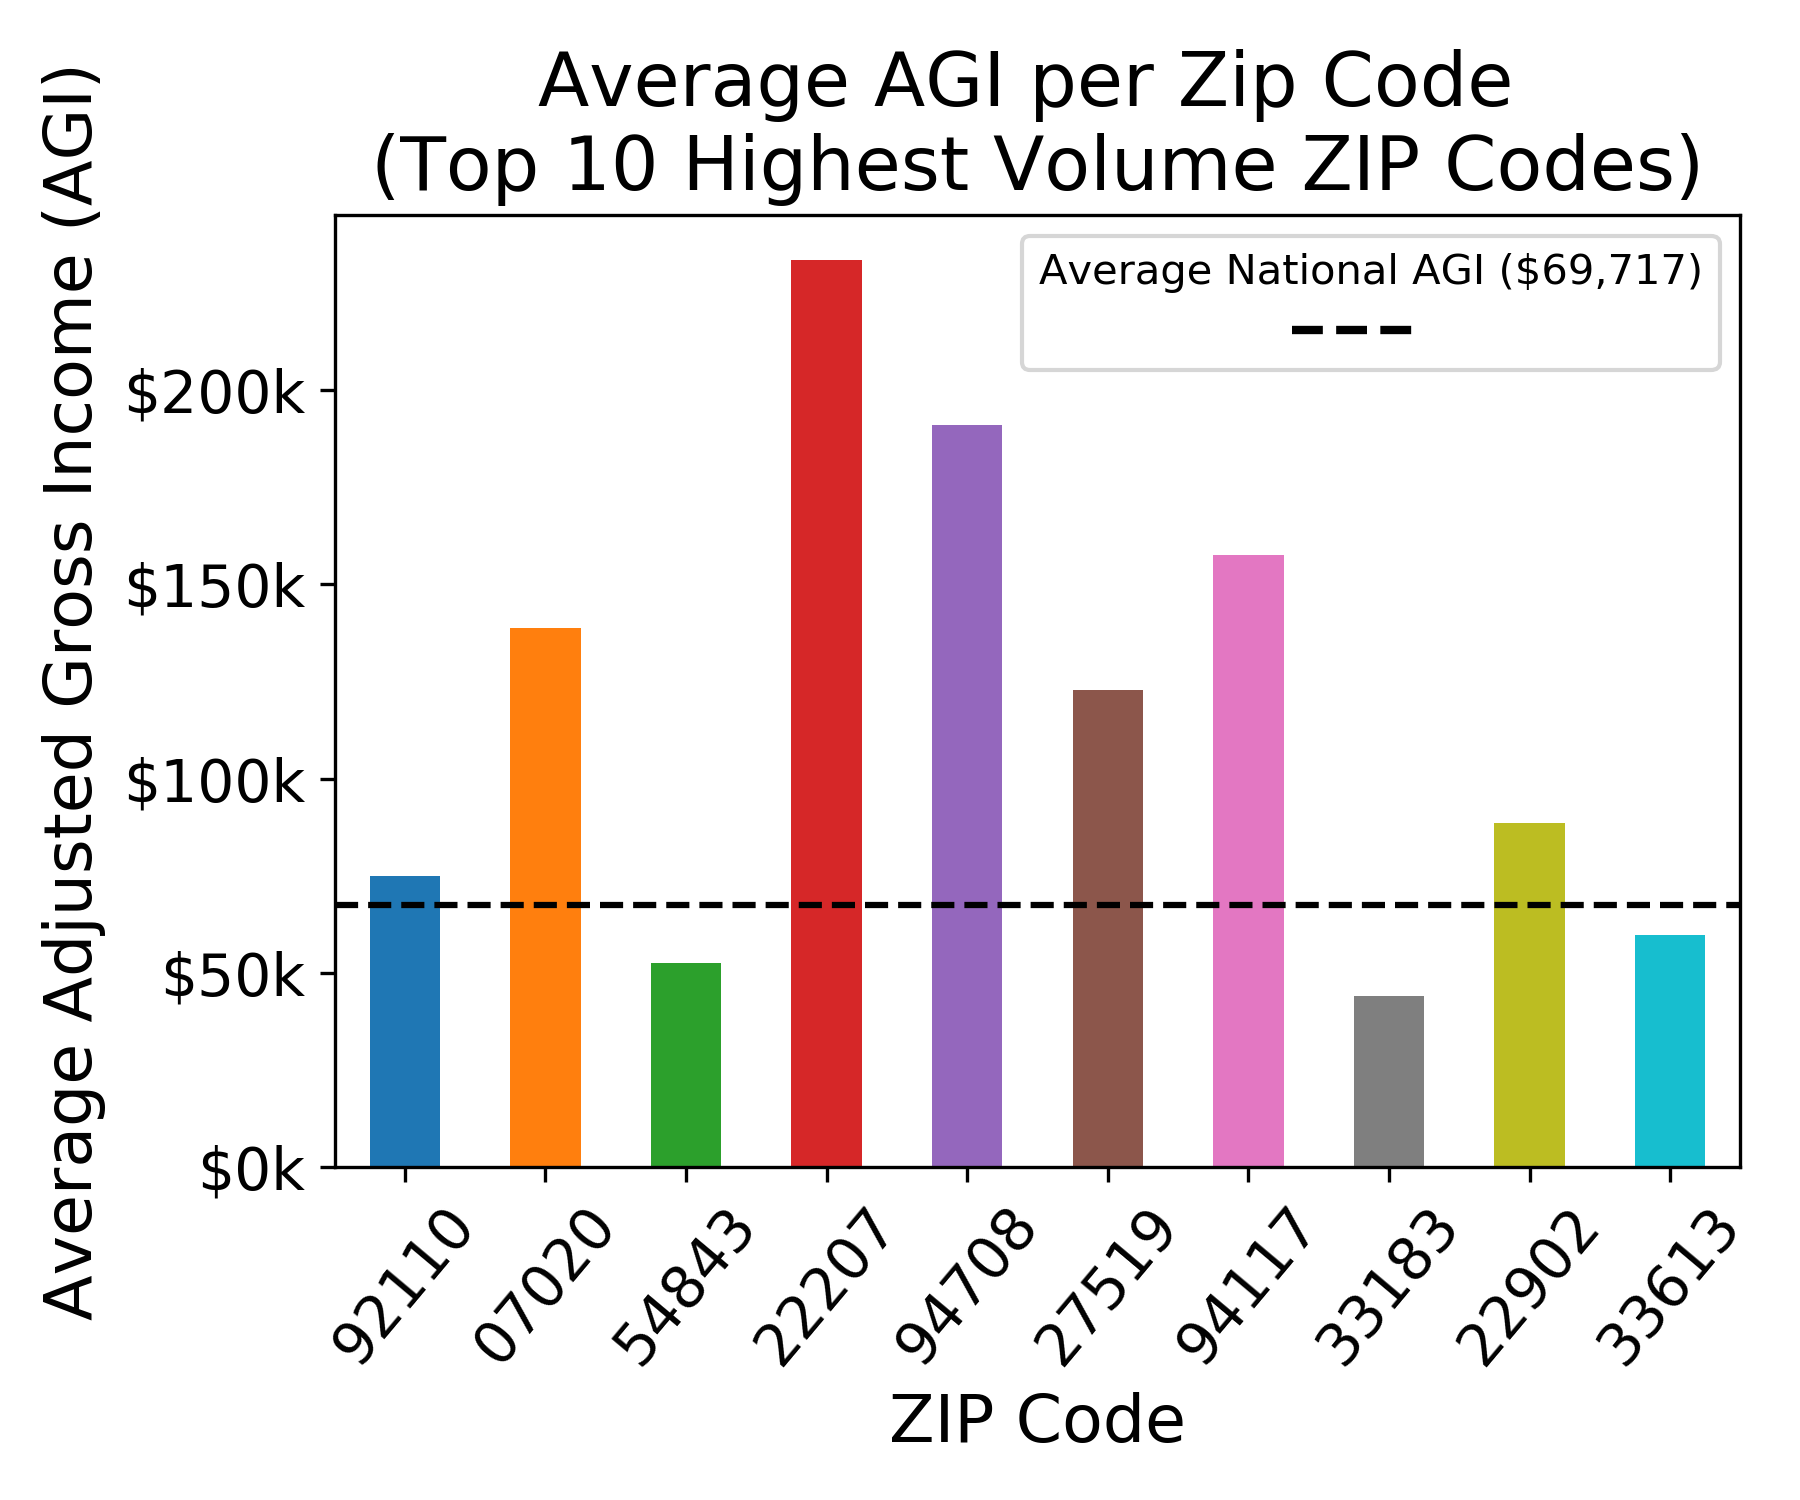 Average AGI per Zip Code
(Top 10 Highest Volume ZIP Codes)
Average Adjusted Gross Income (AGI)
Average National AGI ($69,717)
$200k
$150k
$100k
$50k
$0k
92110
07020
54843
22207
94708
27519
94117
33183
22902
33613
ZIP Code